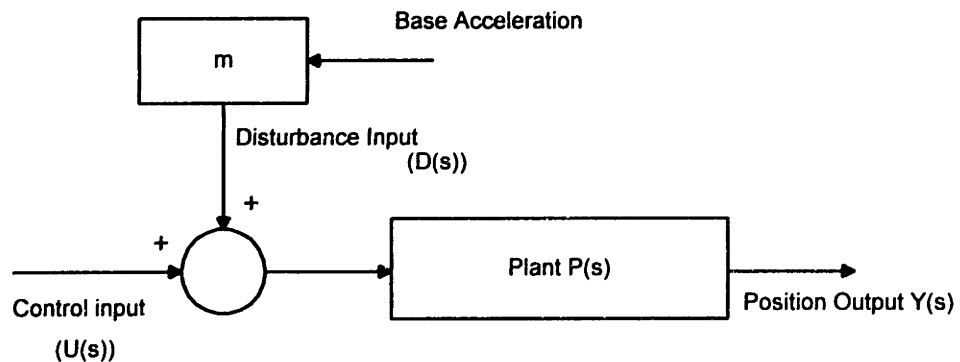 Base Acceleration
m
Disturbance Input
(D(s))
+
+
Plant P(s)
Control input
(U(s))
Position Output Y(s)